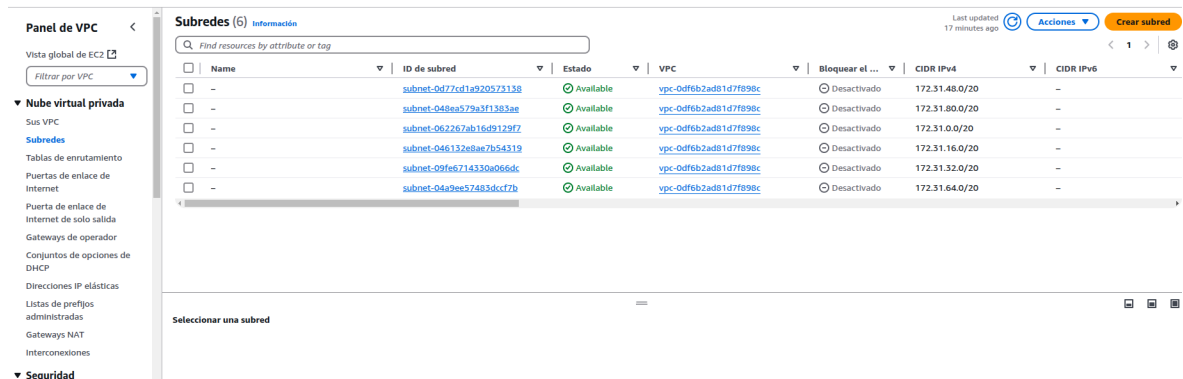 Panel de VPC
Vista global de EC2
Filtrar por VPC
Nube virtual privada
Sus VPC
Subredes
Tablas de enrutamiento
Puertas de enlace de
Internet
Puerta de enlace de
Internet de solo salida
Gateways de operador
Conjuntos de opciones de
DHCP
Direcciones IP elásticas
Listas de prefijos
administradas
Gateways NAT
Interconexiones
Seguridad
Subredes (6) Información
Last updated
17 minutes ago
Acciones
Crear subred
Find resources by attribute or tag
1
Name ID de subred Estado VPC Bloquear el ... CIDR IPv4 CIDR IPv6
– subnet-0d77cd1a920573138 Available vpc-0df6b2ad81d7f898c Desactivado 172.31.48.0/20 –
– subnet-048ea579a3f1383ae Available vpc-0df6b2ad81d7f898c Desactivado 172.31.80.0/20 –
– subnet-062267ab16d9129f7 Available vpc-0df6b2ad81d7f898c Desactivado 172.31.0.0/20 –
– subnet-046132e8ae7b54319 Available vpc-0df6b2ad81d7f898c Desactivado 172.31.16.0/20 –
– subnet-09fe6714330a066dc Available vpc-0df6b2ad81d7f898c Desactivado 172.31.32.0/20 –
– subnet-04a9ee57483dccf7b Available vpc-0df6b2ad81d7f898c Desactivado 172.31.64.0/20 –
Seleccionar una subred